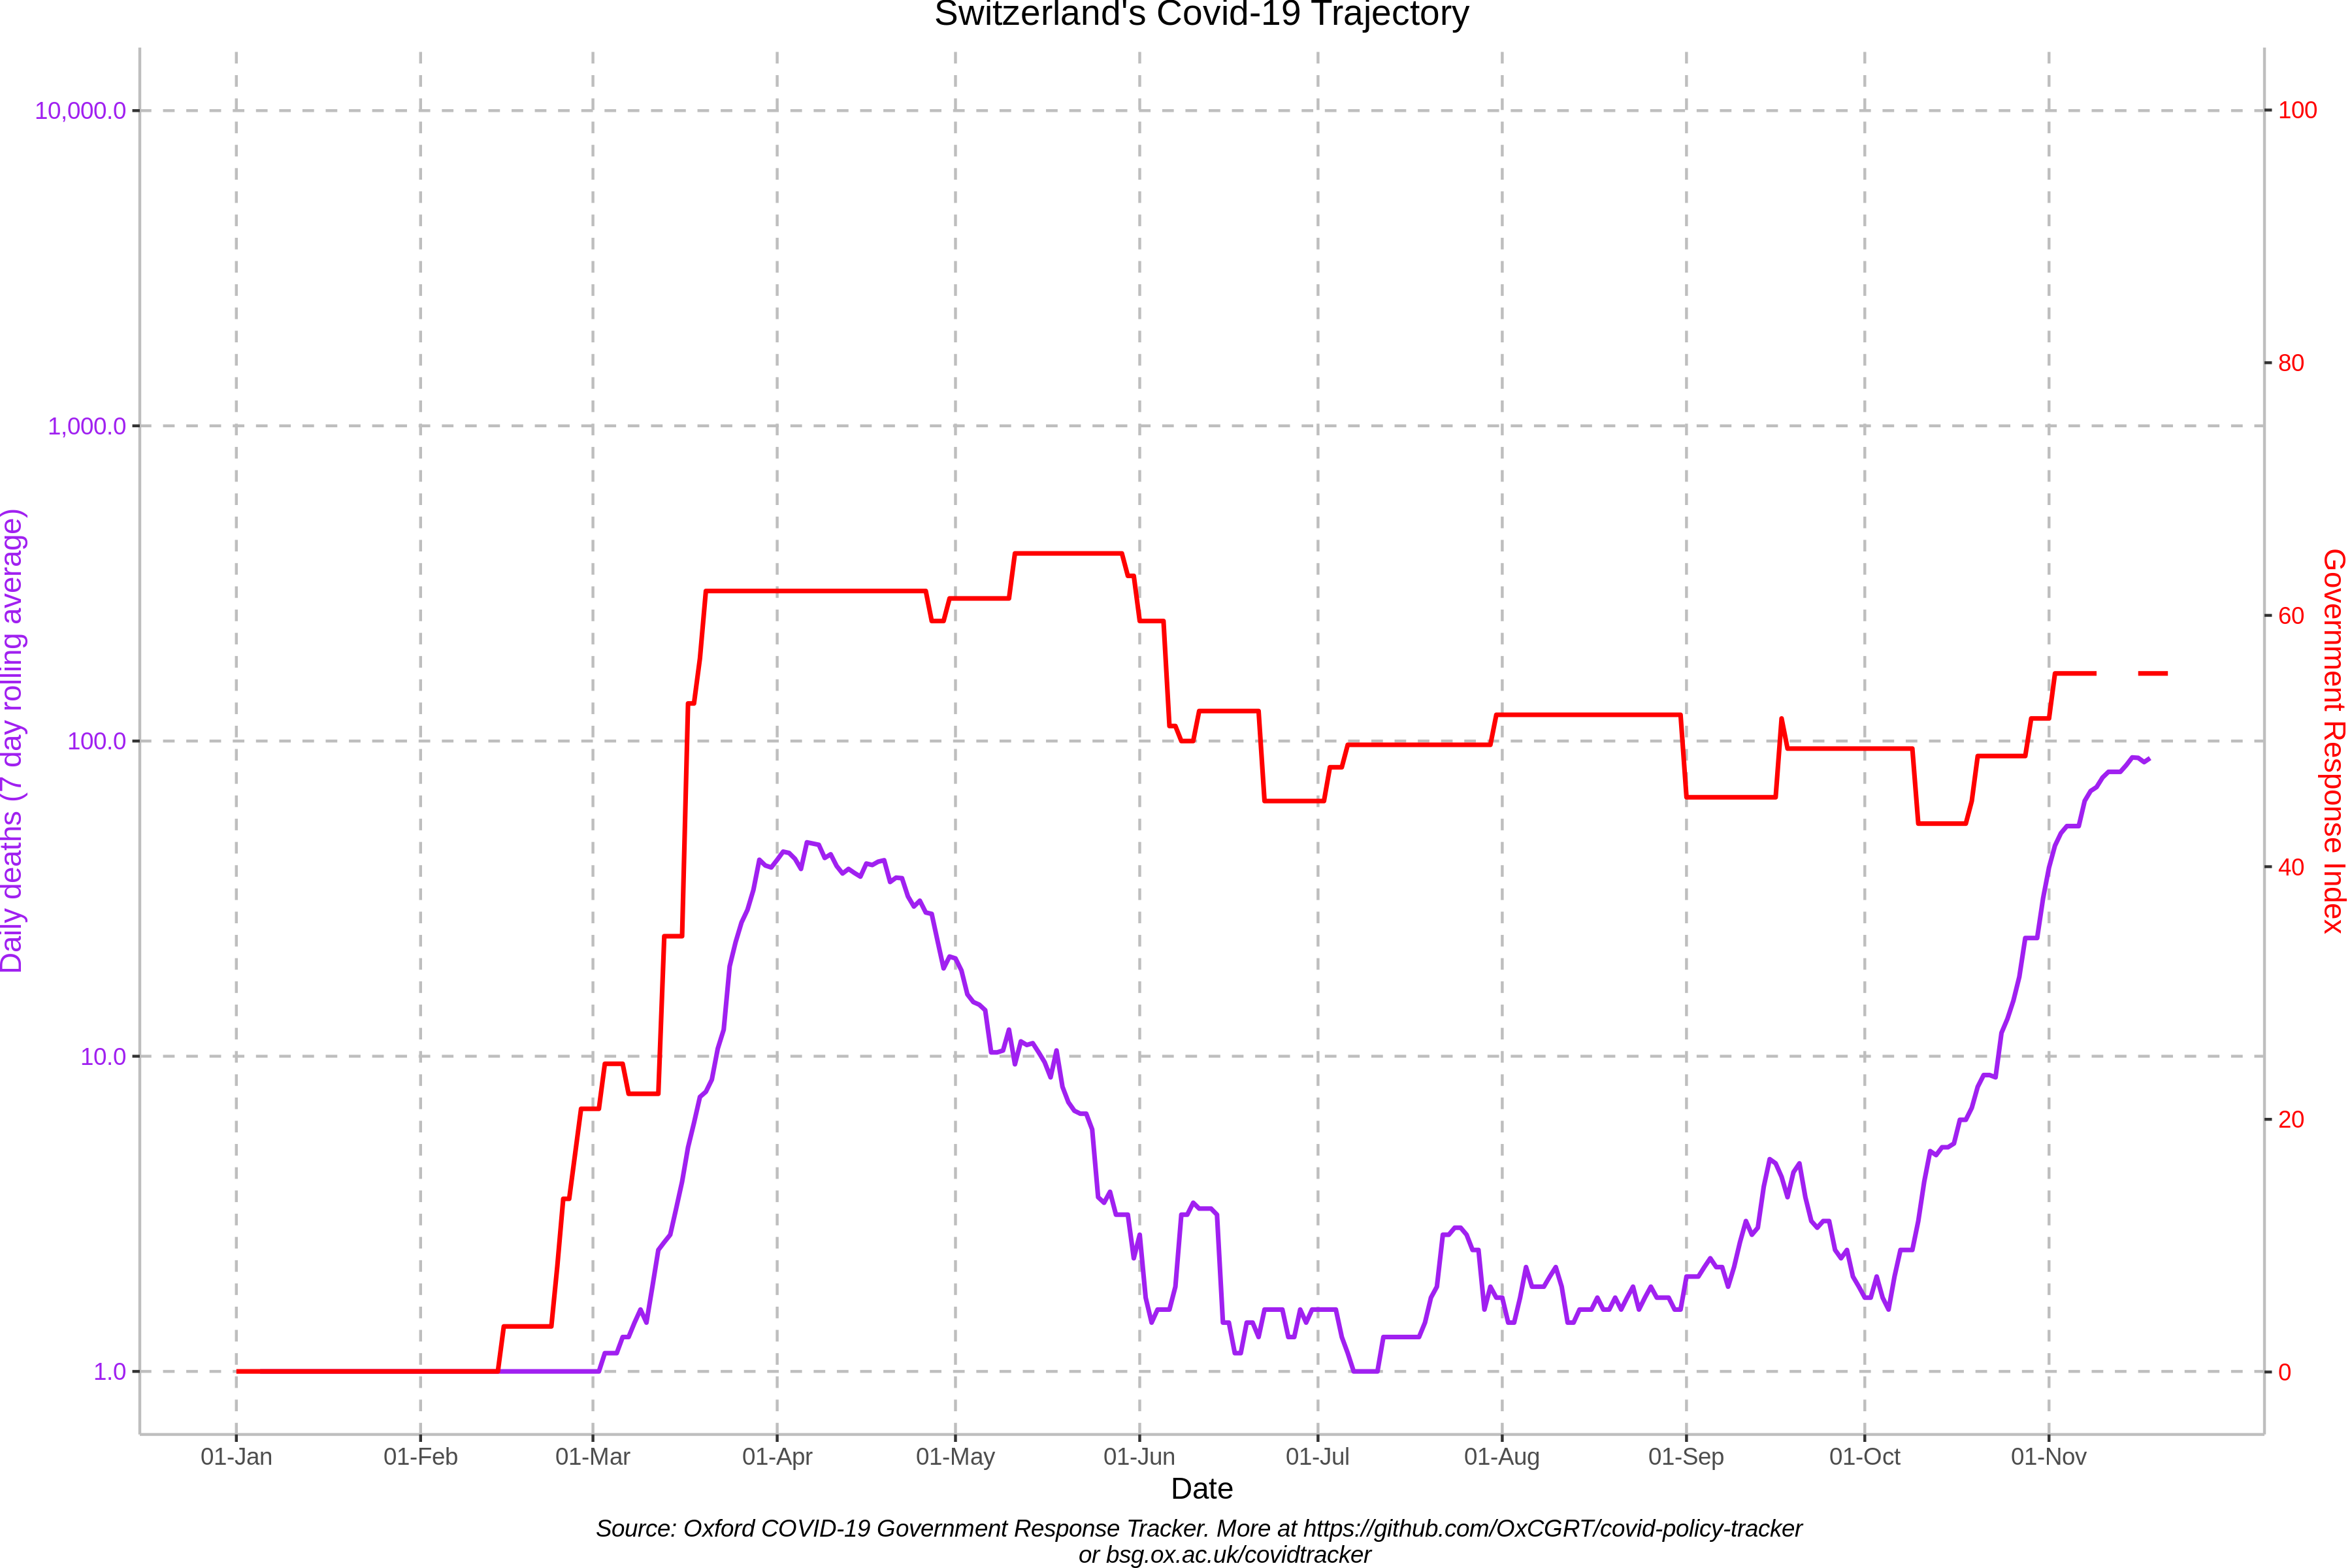 Switzerland's Covid-19 Trajectory
10,000.0
1,000.0
100.0
10.0
1.0
Daily deaths (7 day rolling average)
100
80
60
40
20
0
Government Response Index
01-Jan 01-Feb 01-Mar 01-Apr 01-May 01-Jun 01-Jul 01-Aug 01-Sep 01-Oct 01-Nov
Date
Source: Oxford COVID-19 Government Response Tracker. More at https://github.com/OxCGRT/covid-policy-tracker
or bsg.ox.ac.uk/covidtracker